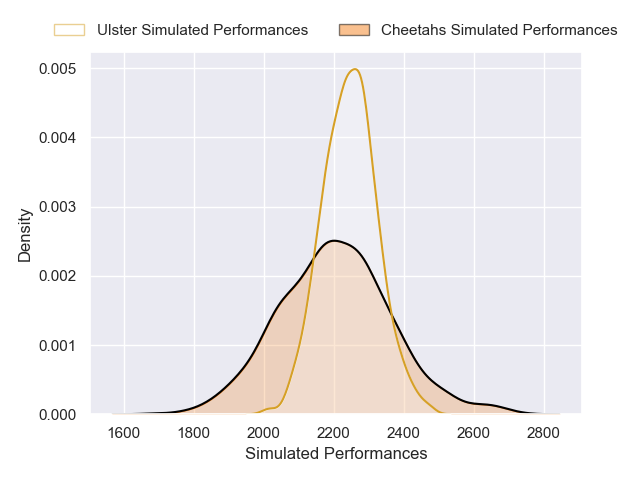 Ulster Simulated Performances
Cheetahs Simulated Performances
0.005
0.004
0.003
0.002
0.001
0.000
Density
1600 1800 2000 2200 2400 2600 2800
Simulated Performances